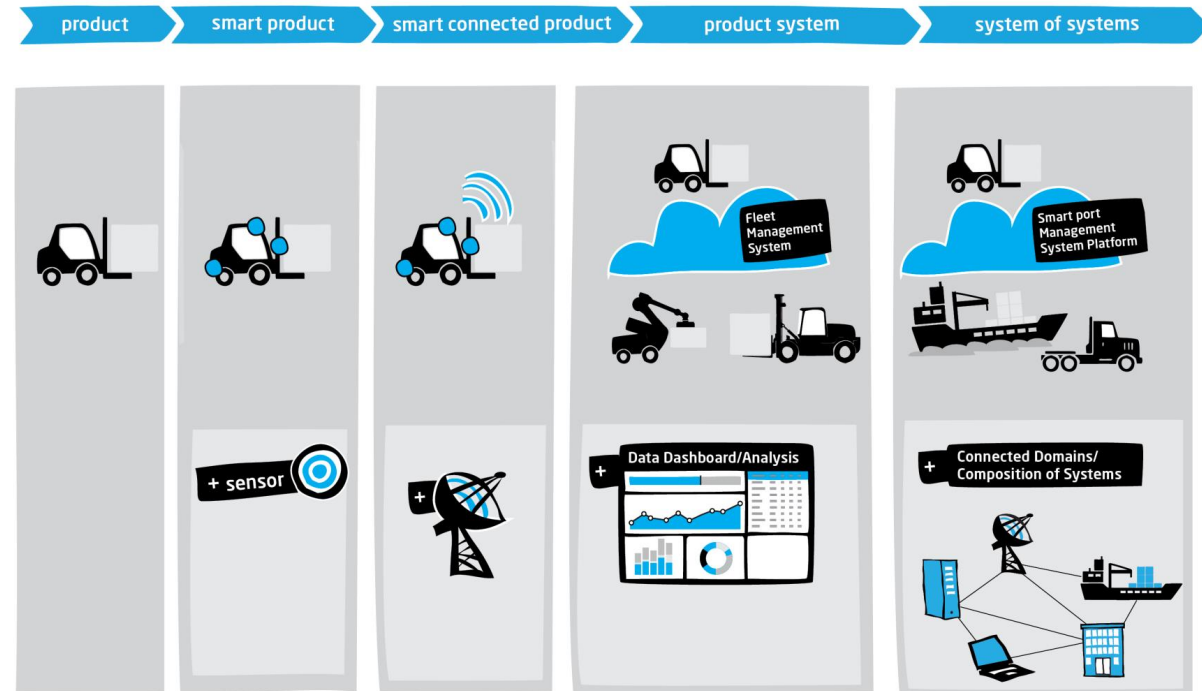 product
smart product
smart connected product
product system
system of systems
Fleet
Management
System
Smart port
Management
System Platform
+ sensor
+
+ Data Dashboard/Analysis
+ Connected Domains/
Composition of Systems